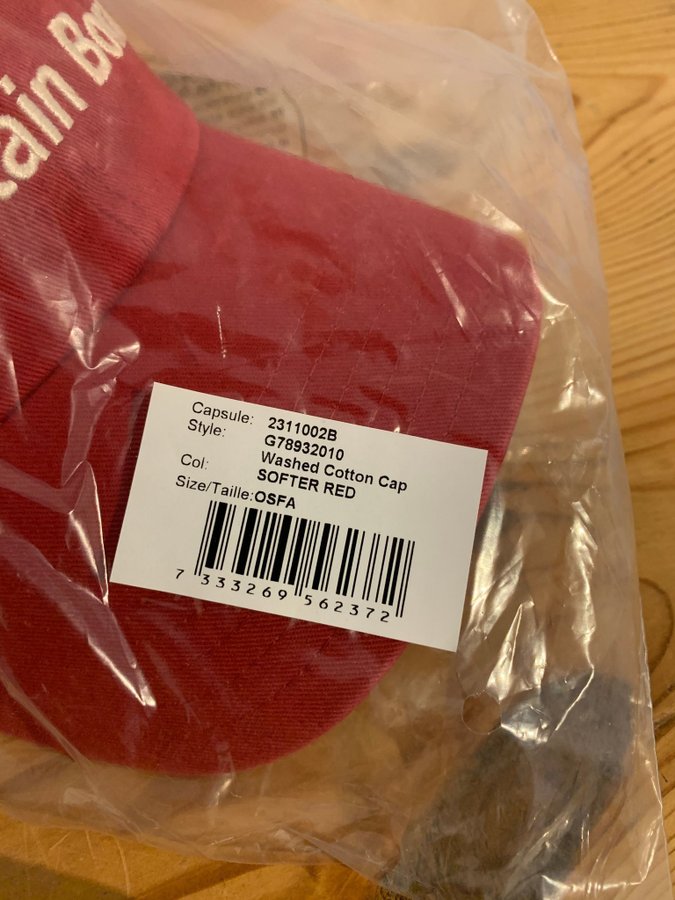 ain Bo
Capsule: 2311002B
Style: G78932010
Washed Cotton Cap
Col: SOFTER RED
Size/Taille: OSFA
7 333269 562372